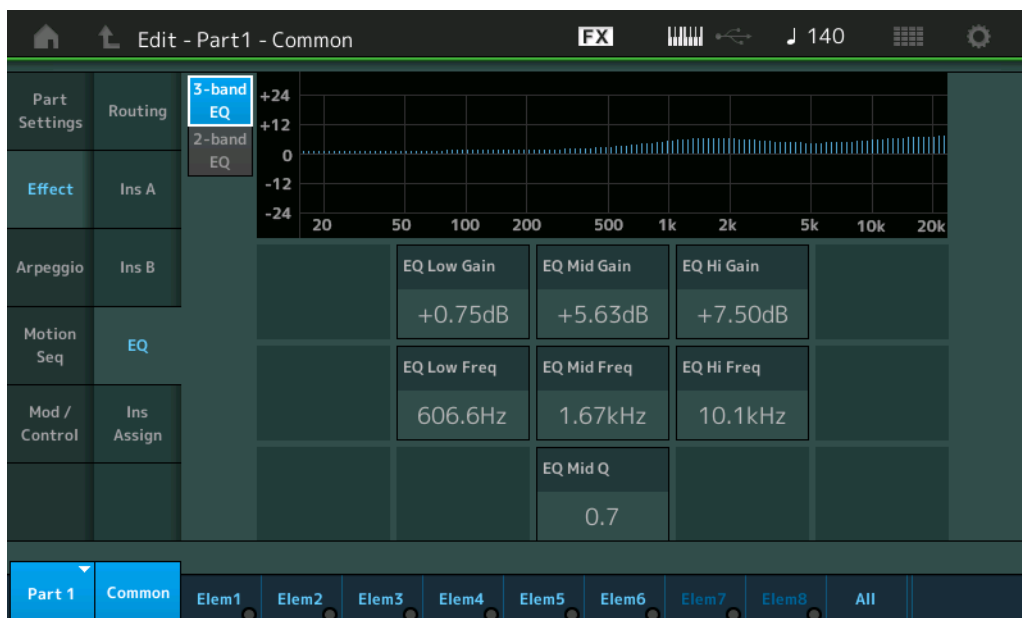 Edit - Part1 - Common FX 140
Part
Settings
Routing
3-band
EQ
2-band
EQ
+24
+12
0
-12
-24
20 50 100 200 500 1k 2k 5k 10k 20k
Effect
Ins A
Arpeggio
Ins B
EQ Low Gain
+0.75dB
EQ Mid Gain
+5.63dB
EQ Hi Gain
+7.50dB
Motion
Seq
EQ
EQ Low Freq
606.6Hz
EQ Mid Freq
1.67kHz
EQ Hi Freq
10.1kHz
Mod /
Control
Ins
Assign
EQ Mid Q
0.7
Part 1 Common Elem1 Elem2 Elem3 Elem4 Elem5 Elem6 Elem7 Elem8 All